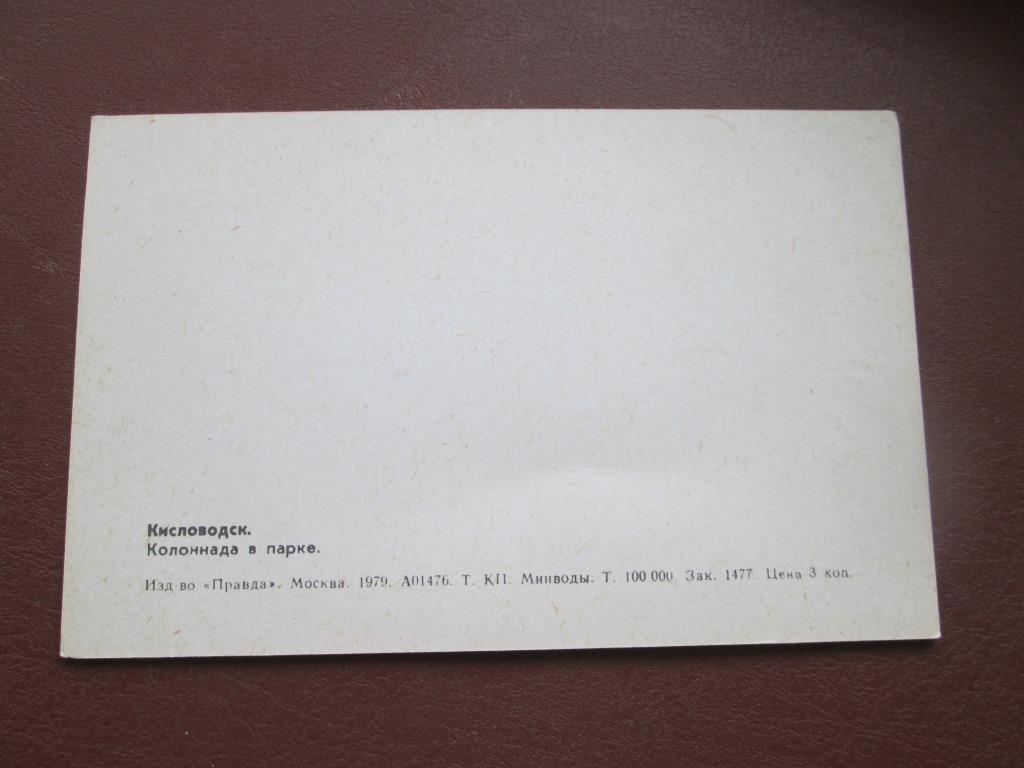 Кисловодск.
Колоннада в парке.
Изд-во «Правда». Москва. 1979. А01476. Т. КП. Минводы. Т. 100 000. Зак. 1477. Цена 3 коп.